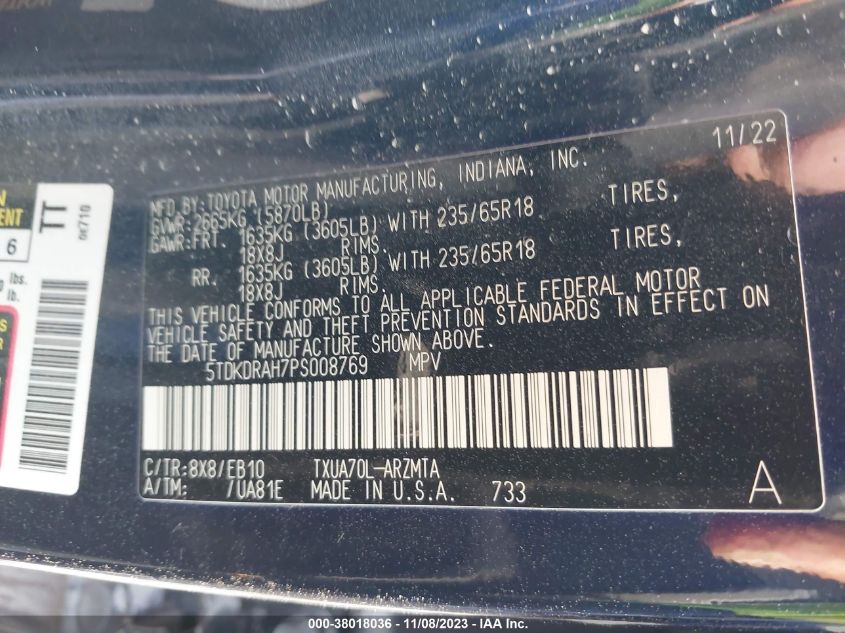 11/22
MFD.BY:TOYOTA MOTOR MANUFACTURING, INDIANA, INC.
GVWR:2665KG (5870LB)
GAWR:FRT. 1635KG (3605LB) WITH 235/65R18 TIRES,
18X8J RIMS.
RR. 1635KG (3605LB) WITH 235/65R18 TIRES,
18X8J RIMS.
THIS VEHICLE CONFORMS TO ALL APPLICABLE FEDERAL MOTOR
VEHICLE SAFETY AND THEFT PREVENTION STANDARDS IN EFFECT ON
THE DATE OF MANUFACTURE SHOWN ABOVE.
5TDKDRAH7PS008769 MPV
C/TR:8X8/EB10 TXUA70L-ARZMTA
A/TM: /UA81E MADE IN U.S.A. 733 A
TT
6
lbs.
lb.
000-38018036 - 11/08/2023 - IAA Inc.